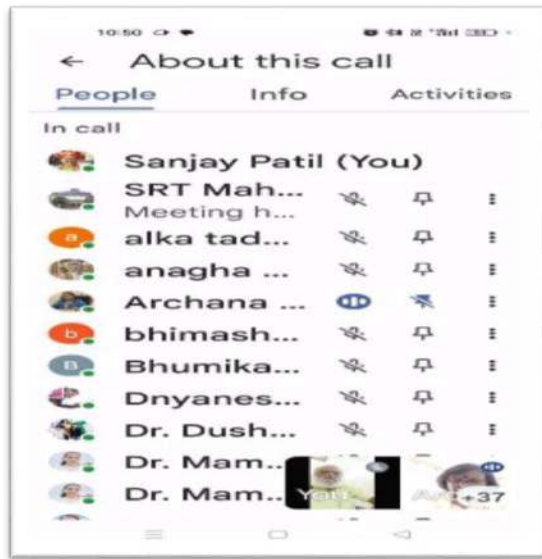 10:50
About this call
People Info Activities
In call
Sanjay Patil (You)
SRT Mah...
Meeting h...
a alka tad...
anagha ...
Archana ...
b bhimash...
B Bhumika...
Dnyanes...
Dr. Dush...
Dr. Mam..
Dr. Mam..
You +37